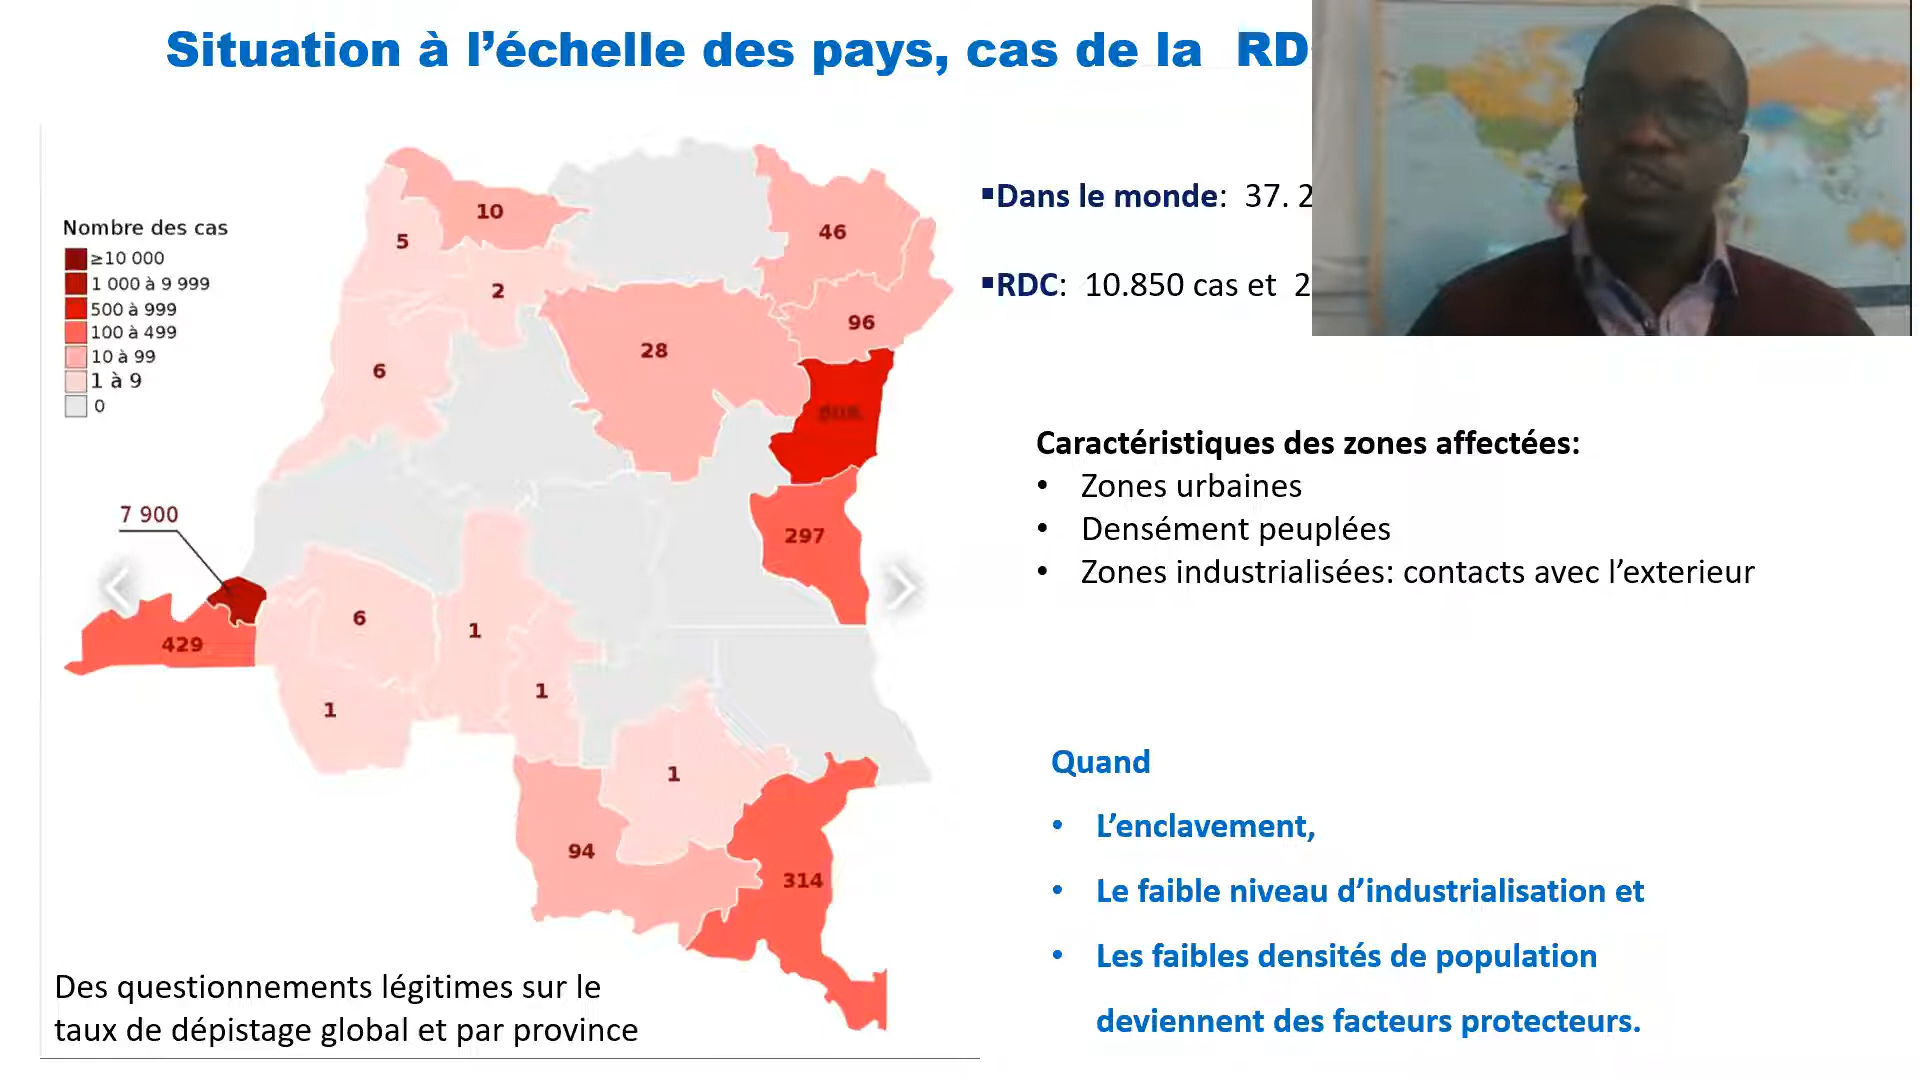 Situation à l’échelle des pays, cas de la RD
▪Dans le monde: 37. 2
▪RDC: 10.850 cas et 2
Nombre des cas
≥10 000
1 000 à 9 999
500 à 999
100 à 499
10 à 99
1 à 9
0
10
5
46
2
96
28
6
7 900
297
429
6
1
1
1
1
94
314
Caractéristiques des zones affectées:
• Zones urbaines
• Densément peuplées
• Zones industrialisées: contacts avec l’exterieur
Quand
• L’enclavement,
• Le faible niveau d’industrialisation et
• Les faibles densités de population
deviennent des facteurs protecteurs.
Des questionnements légitimes sur le
taux de dépistage global et par province